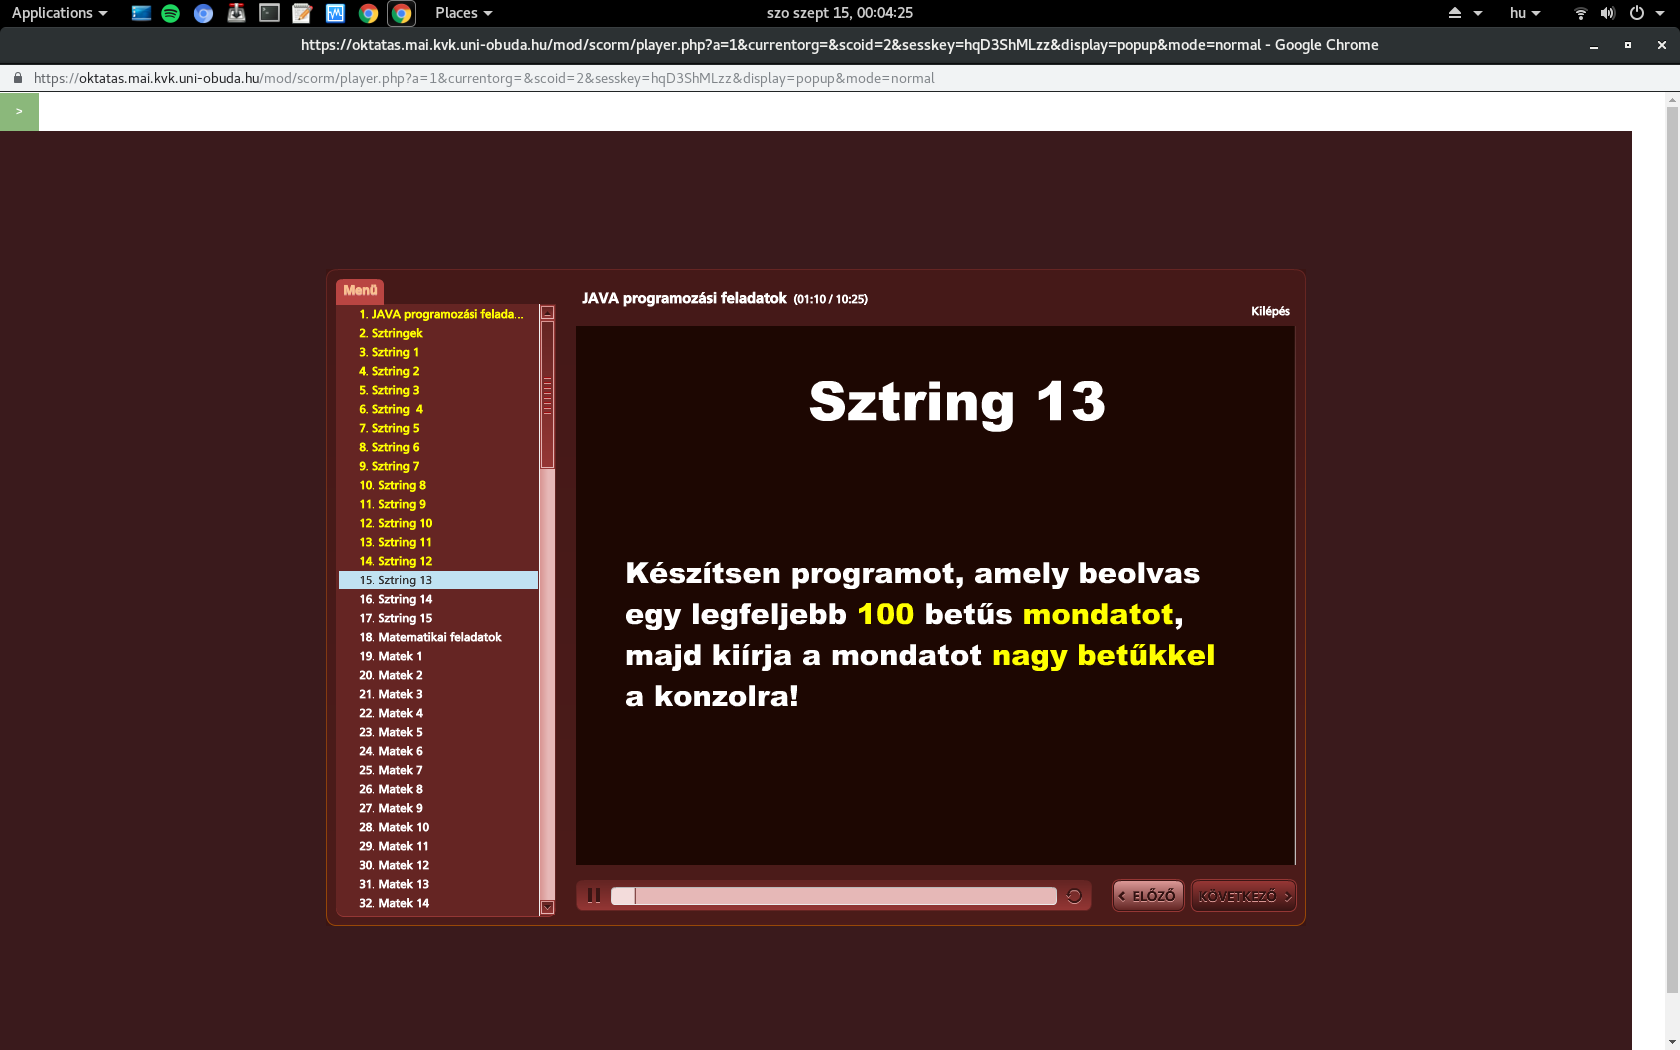 Applications
Places
szo szept 15, 00:04:25
hu
https://oktatas.mai.kvk.uni-obuda.hu/mod/scorm/player.php?a=1&currentorg=&scoid=2&sesskey=hqD3ShMLzz&display=popup&mode=normal - Google Chrome
https://oktatas.mai.kvk.uni-obuda.hu/mod/scorm/player.php?a=1&currentorg=&scoid=2&sesskey=hqD3ShMLzz&display=popup&mode=normal
>
Menü
1. JAVA programozási felada...
2. Sztringek
3. Sztring 1
4. Sztring 2
5. Sztring 3
6. Sztring 4
7. Sztring 5
8. Sztring 6
9. Sztring 7
10. Sztring 8
11. Sztring 9
12. Sztring 10
13. Sztring 11
14. Sztring 12
15. Sztring 13
16. Sztring 14
17. Sztring 15
18. Matematikai feladatok
19. Matek 1
20. Matek 2
21. Matek 3
22. Matek 4
23. Matek 5
24. Matek 6
25. Matek 7
26. Matek 8
27. Matek 9
28. Matek 10
29. Matek 11
30. Matek 12
31. Matek 13
32. Matek 14
JAVA programozási feladatok (01:10 / 10:25)
Kilépés
Sztring 13
Készítsen programot, amely beolvas
egy legfeljebb 100 betűs mondatot,
majd kiírja a mondatot nagy betűkkel
a konzolra!
< ELŐZŐ
KÖVETKEZŐ >